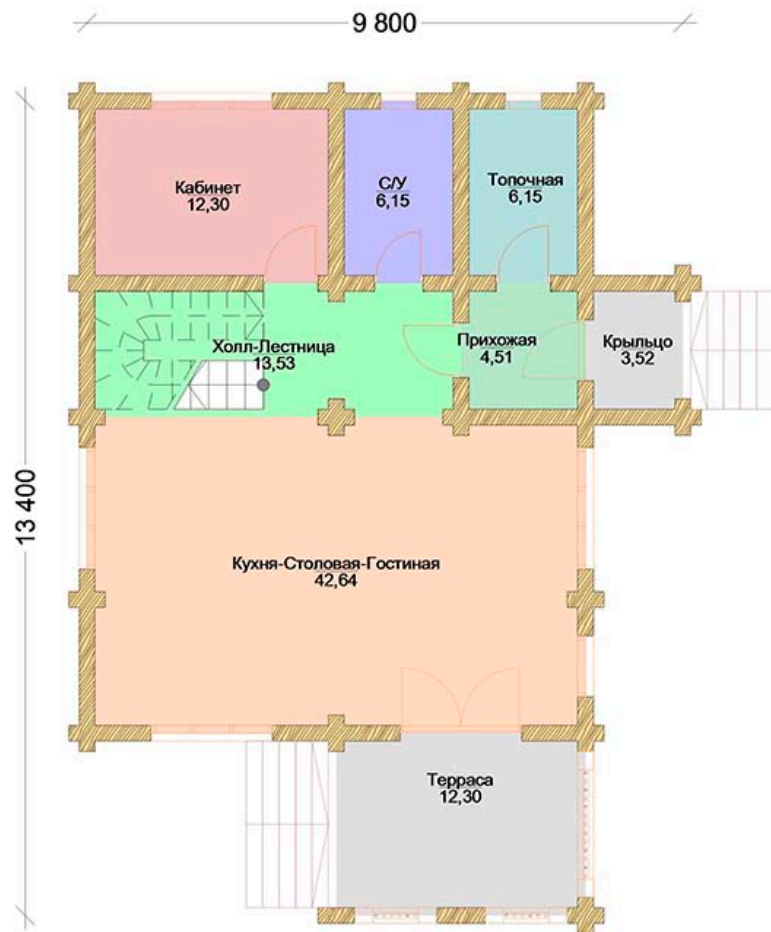 9 800
13 400
Кабинет
12,30
С/У
6,15
Топочная
6,15
Холл-Лестница
13,53
Прихожая
4,51
Крыльцо
3,52
Кухня-Столовая-Гостиная
42,64
Терраса
12,30